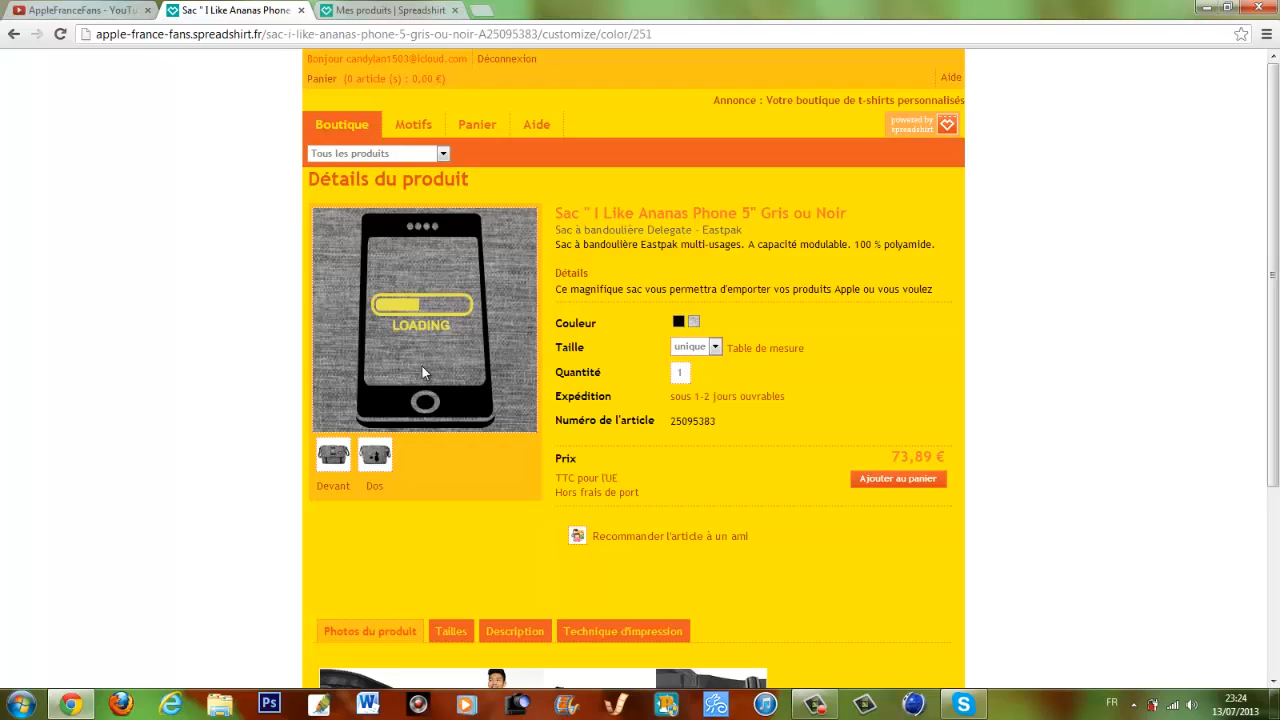 AppleFranceFans - YouTu
Sac " I Like Ananas Phone
Détails du produit
apple-france-fans.spreadshirt.fr/sac-i-like-ananas-phone-5-gris-ou-noir-A25095383/customize/color/251
Bonjour candylan1503@icloud.com
Déconnexion
Panier (0 article (s) : 0,00 €)
Aide
Annonce : Votre boutique de t-shirts personnalisés
Boutique
Motifs
Panier
Aide
powered by
spreadshirt
Tous les produits
Détails du produit
LOADING
Devant
Dos
Sac " I Like Ananas Phone 5" Gris ou Noir
Sac à bandoulière Delegate - Eastpak
Sac à bandoulière Eastpak multi-usages. A capacité modulable. 100 % polyamide.
Détails
Ce magnifique sac vous permettra d'emporter vos produits Apple ou vous voulez
Couleur
Taille unique Table de mesure
Quantité 1
Expédition sous 1-2 jours ouvrables
Numéro de l'article 25095383
Prix 73,89 €
TTC pour l'UE
Hors frais de port
Ajouter au panier
Recommander l'article à un ami
Photos du produit
Tailles
Description
Technique d'impression
FR
23:24
13/07/2013